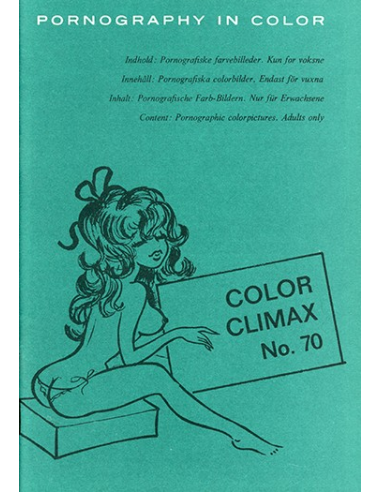 PORNOGRAPHY IN COLOR
Indhold: Pornografiske farvebilleder. Kun for voksne
Innehåll: Pornografiska colorbilder, Endast för vuxna
Inhalt: Pornografische Farb-Bildern. Nur für Erwachsene
Content: Pornographic colorpictures. Adults only
COLOR
CLIMAX
No. 70